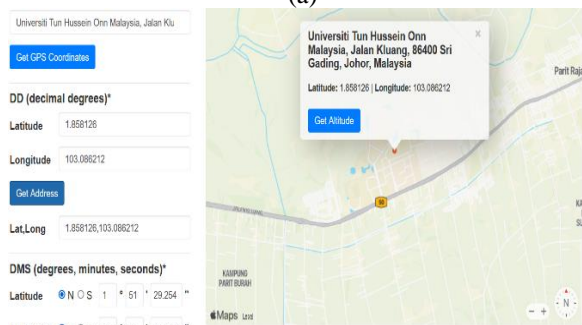 (a)
Universiti Tun Hussein Onn Malaysia, Jalan Klu
Get GPS Coordinates
DD (decimal degrees)*
Latitude 1.858126
Longitude 103.086212
Get Address
Lat,Long 1.858126,103.086212
DMS (degrees, minutes, seconds)*
Latitude N S 1 ° 51 ' 29.254 "
Universiti Tun Hussein Onn
Malaysia, Jalan Kluang, 86400 Sri
Gading, Johor, Malaysia
×
Latitude: 1.858126 | Longitude: 103.086212
Get Altitude
Parit Raja
50
KAMPUNG
PARIT BURAH
Maps Legal
N